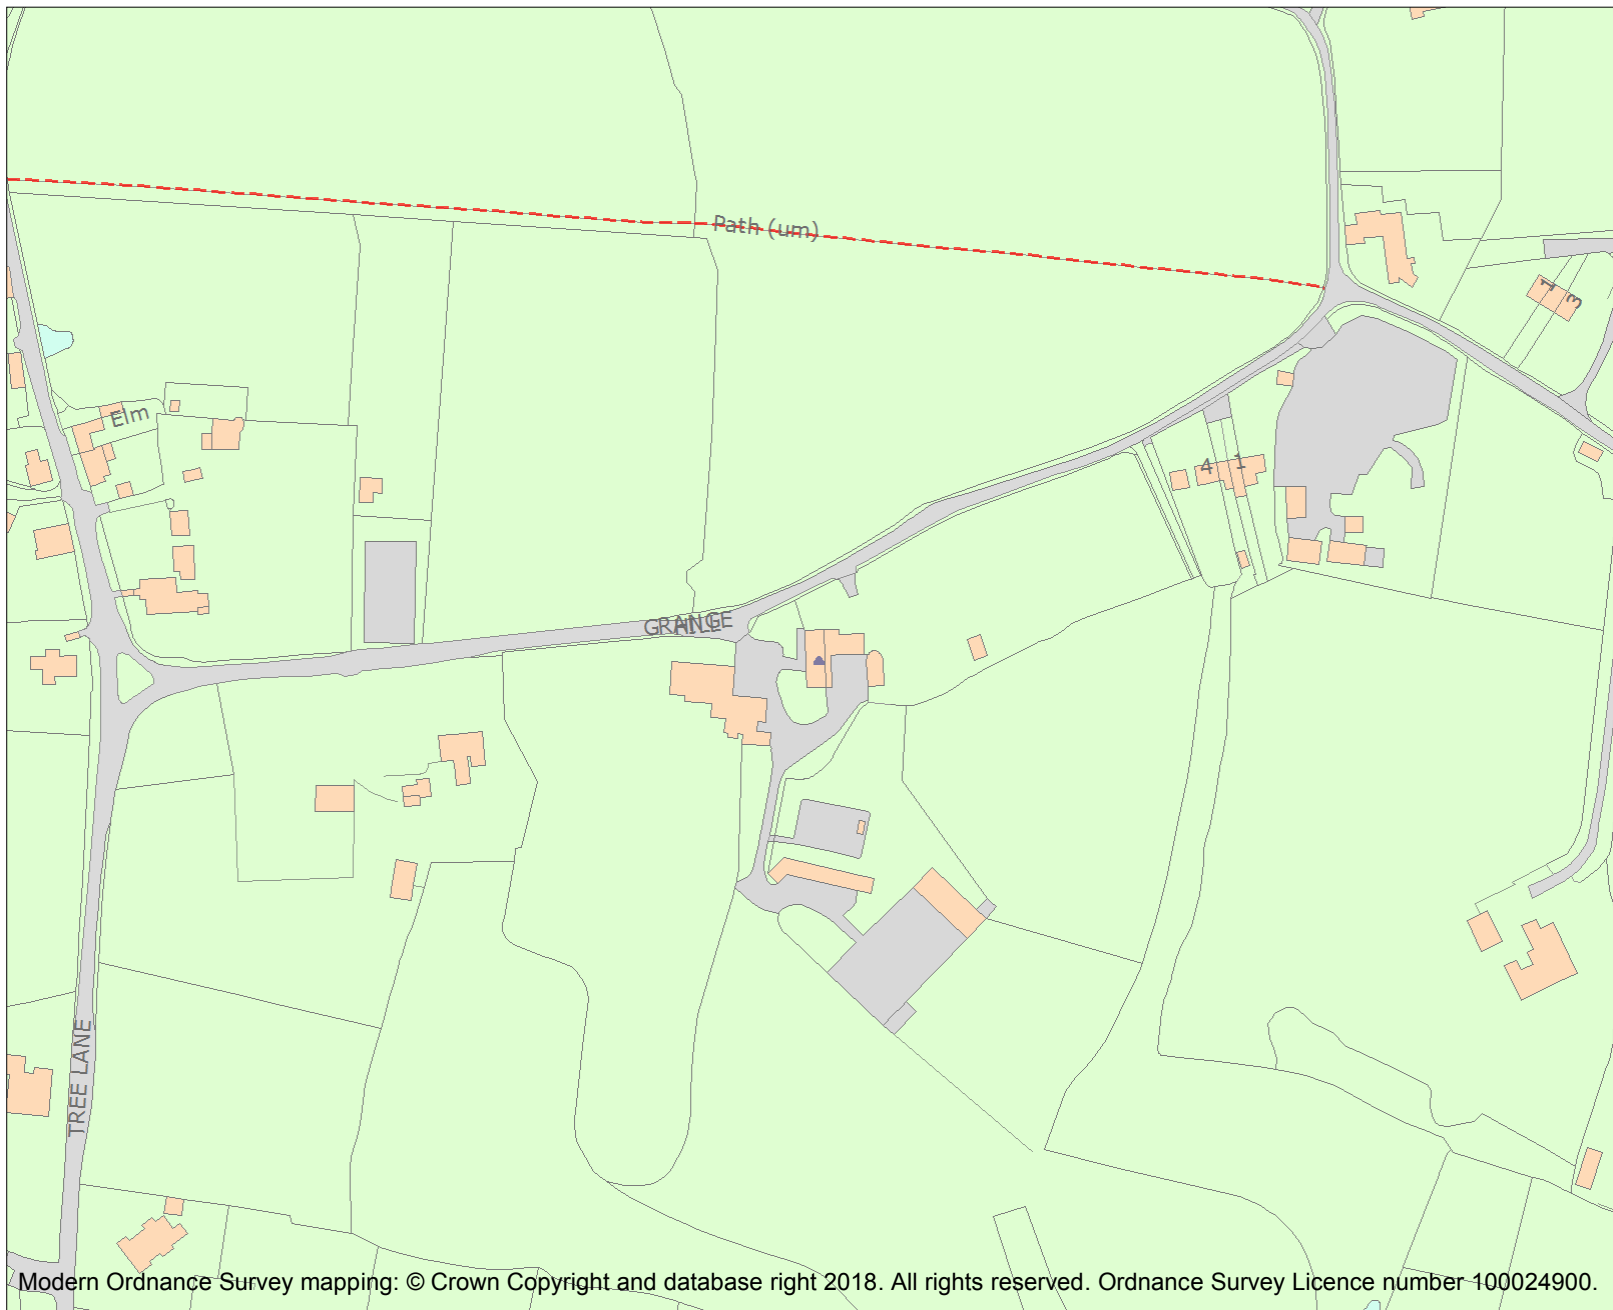 Path (um)
1
3
Elm
4
1
GRANGE
HILL
TREE LANE
Modern Ordnance Survey mapping: © Crown Copyright and database right 2018. All rights reserved. Ordnance Survey Licence number 100024900.